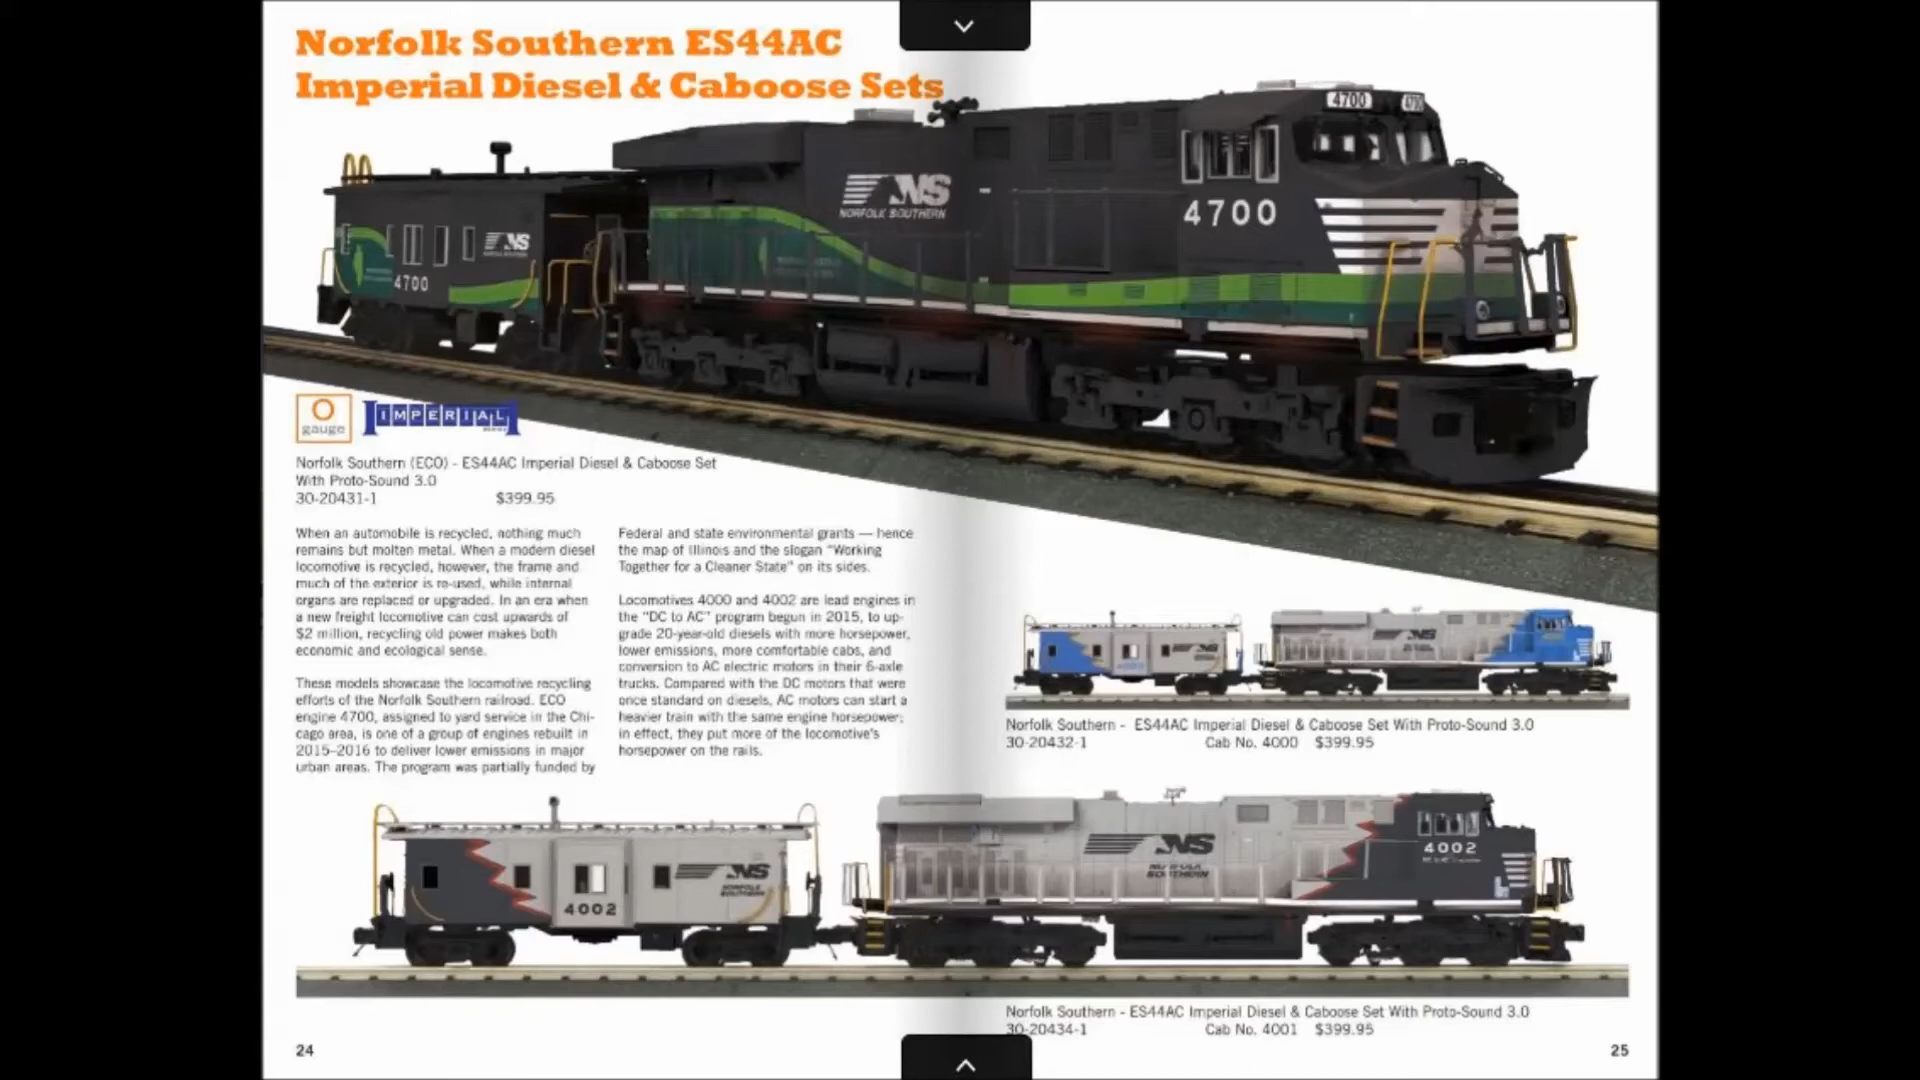 Norfolk Southern ES44AC
Imperial Diesel & Caboose Sets
4700
NS
NORFOLK SOUTHERN
4700
NS
4700
O
gauge
IMPERIAL
Norfolk Southern (ECO) - ES44AC Imperial Diesel & Caboose Set
With Proto-Sound 3.0
30-20431-1 $399.95
When an automobile is recycled, nothing much
remains but molten metal. When a modern diesel
locomotive is recycled, however, the frame and
much of the exterior is re-used, while internal
organs are replaced or upgraded. In an era when
a new freight locomotive can cost upwards of
$2 million, recycling old power makes both
economic and ecological sense.
These models showcase the locomotive recycling
efforts of the Norfolk Southern railroad. ECO
engine 4700, assigned to yard service in the Chi-
cago area, is one of a group of engines rebuilt in
2015–2016 to deliver lower emissions in major
urban areas. The program was partially funded by
Federal and state environmental grants — hence
the map of Illinois and the slogan "Working
Together for a Cleaner State" on its sides.
Locomotives 4000 and 4002 are lead engines in
the "DC to AC" program begun in 2015, to up-
grade 20-year-old diesels with more horsepower,
lower emissions, more comfortable cabs, and
conversion to AC electric motors in their 6-axle
trucks. Compared with the DC motors that were
once standard on diesels, AC motors can start a
heavier train with the same engine horsepower;
in effect, they put more of the locomotive's
horsepower on the rails.
NS
NS
Norfolk Southern - ES44AC Imperial Diesel & Caboose Set With Proto-Sound 3.0
30-20432-1 Cab No. 4000 $399.95
NS
NORFOLK
SOUTHERN
4002
NS
NORFOLK
SOUTHERN
4002
Norfolk Southern - ES44AC Imperial Diesel & Caboose Set With Proto-Sound 3.0
30-20434-1 Cab No. 4001 $399.95
24
25